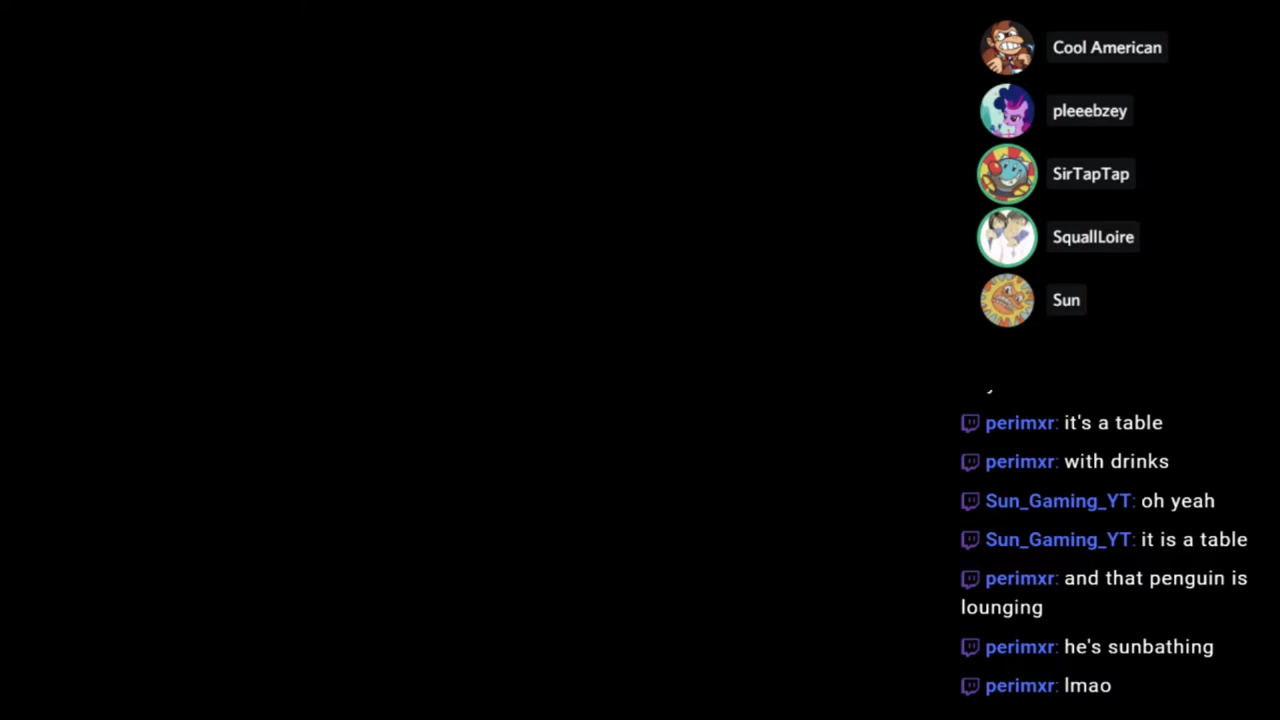 Cool American
pleeebzey
SirTapTap
SquallLoire
Sun
perimxr: it's a table
perimxr: with drinks
Sun_Gaming_YT: oh yeah
Sun_Gaming_YT: it is a table
perimxr: and that penguin is
lounging
perimxr: he's sunbathing
perimxr: lmao